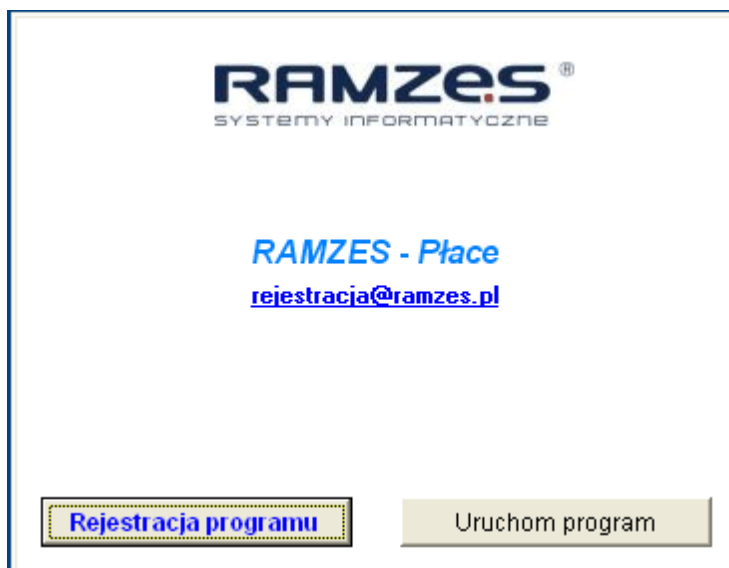 RAMZES®
SYSTEMY INFORMATYCZNE
RAMZES - Płace
rejestracja@ramzes.pl
Rejestracja programu
Uruchom program